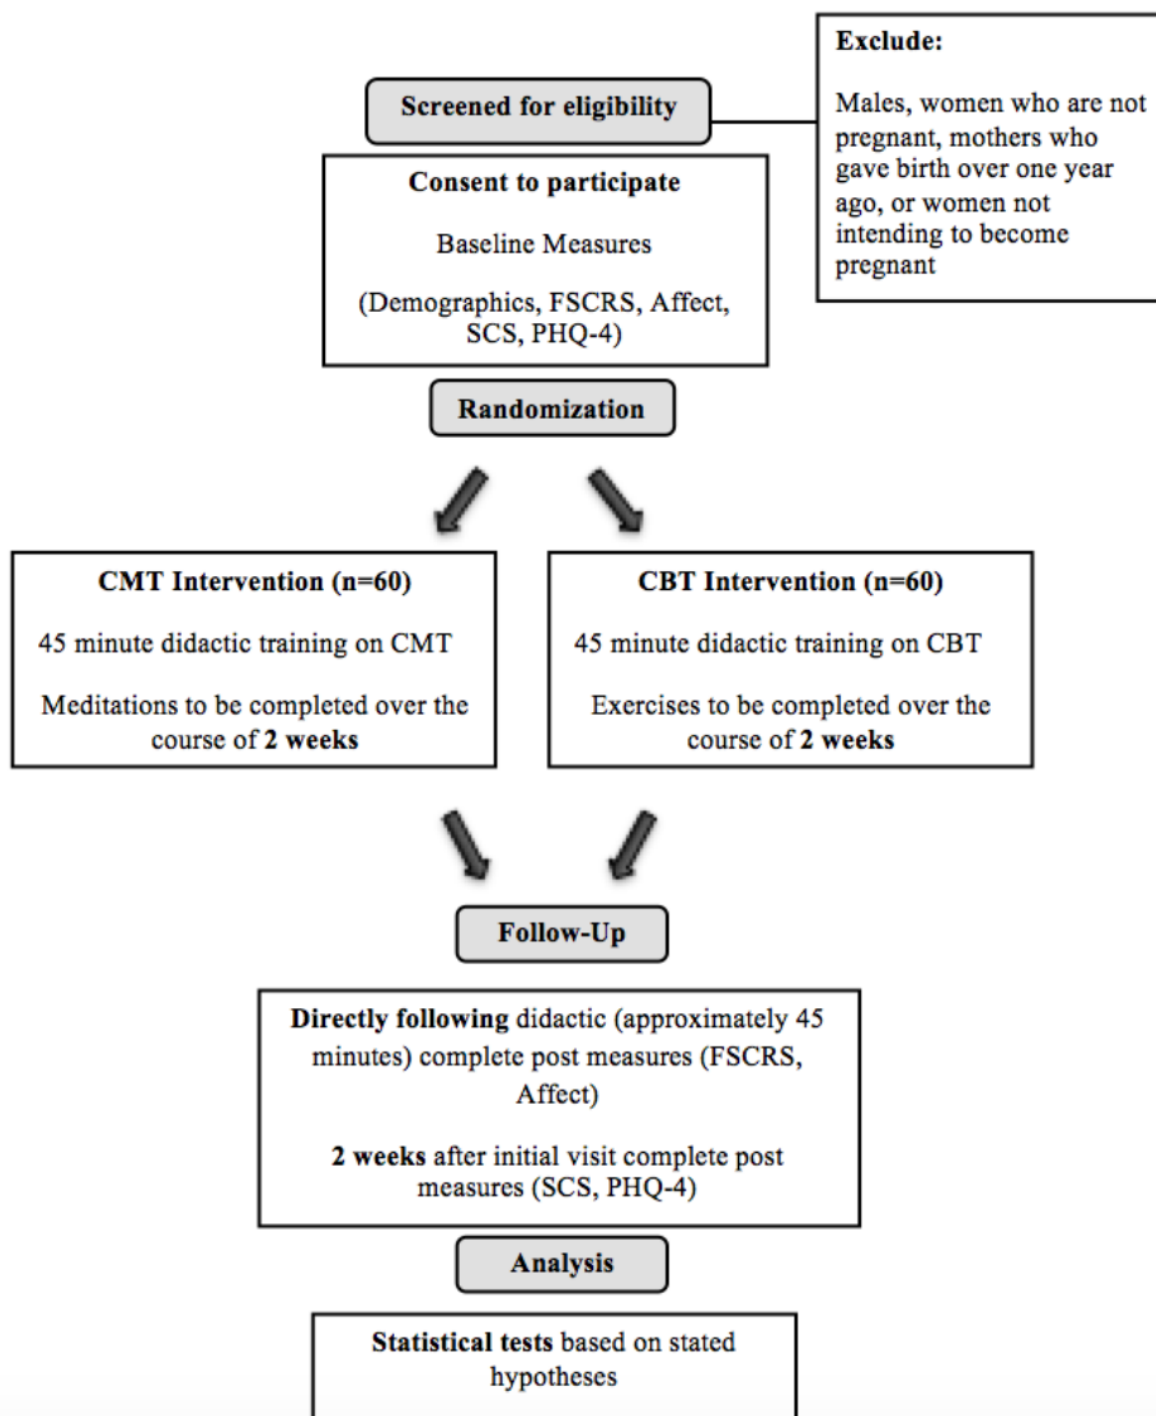 Screened for eligibility
Exclude:
Males, women who are not
pregnant, mothers who
gave birth over one year
ago, or women not
intending to become
pregnant
Consent to participate
Baseline Measures
(Demographics, FSCRS, Affect,
SCS, PHQ-4)
Randomization
CMT Intervention (n=60)
45 minute didactic training on CMT
Meditations to be completed over the
course of 2 weeks
CBT Intervention (n=60)
45 minute didactic training on CBT
Exercises to be completed over the
course of 2 weeks
Follow-Up
Directly following didactic (approximately 45
minutes) complete post measures (FSCRS,
Affect)
2 weeks after initial visit complete post
measures (SCS, PHQ-4)
Analysis
Statistical tests based on stated
hypotheses